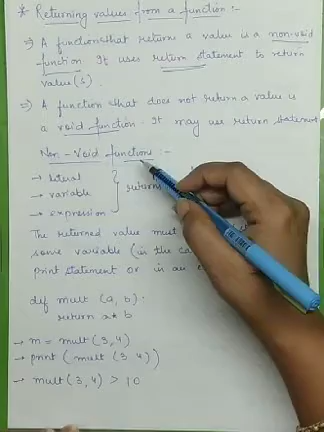 * Returning values from a function :-
⇒ A function that returns a value is a non-void
function. It uses return statement to return
value(s).
⇒ A function that does not return a value is
a void function. It may use return statement
Non-Void functions :-
→ literal
→ variable } returns
→ expression
The returned value must
some variable (in the ca
print statement or in an e
def mult (a, b):
return a * b
→ m = mult (3,4)
→ print ( mult (3 4))
→ mult (3,4) > 10